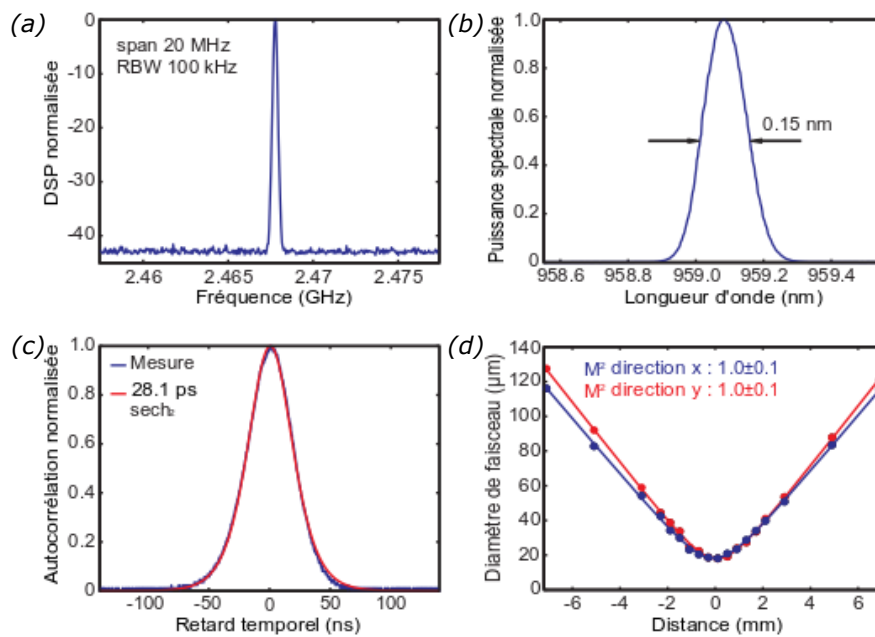 (a)
span 20 MHz
RBW 100 kHz
DSP normalisée
0
-20
-40
2.46
2.465
2.47
2.475
Fréquence (GHz)
(b)
0.15 nm
Puissance spectrale normalisée
1.0
0.8
0.6
0.4
0.2
0
958.6
958.8
959.0
959.2
959.4
Longueur d'onde (nm)
(c)
Mesure
28.1 ps
sech₂
Autocorrélation normalisée
1.0
0.8
0.6
0.4
0.2
0
-100
-50
0
50
100
Retard temporel (ns)
(d)
M² direction x : 1.0±0.1
M² direction y : 1.0±0.1
Diamètre de faisceau (µm)
140
120
100
80
60
40
20
0
-6
-4
-2
0
2
4
6
Distance (mm)